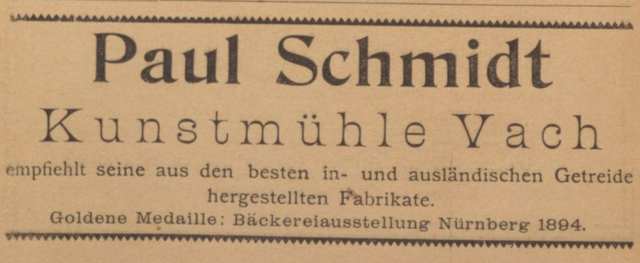 Paul Schmidt
Kunstmühle Vach
empfiehlt seine aus den besten in- und ausländischen Getreide
hergestellten Fabrikate.
Goldene Medaille: Bäckereiausstellung Nürnberg 1894.